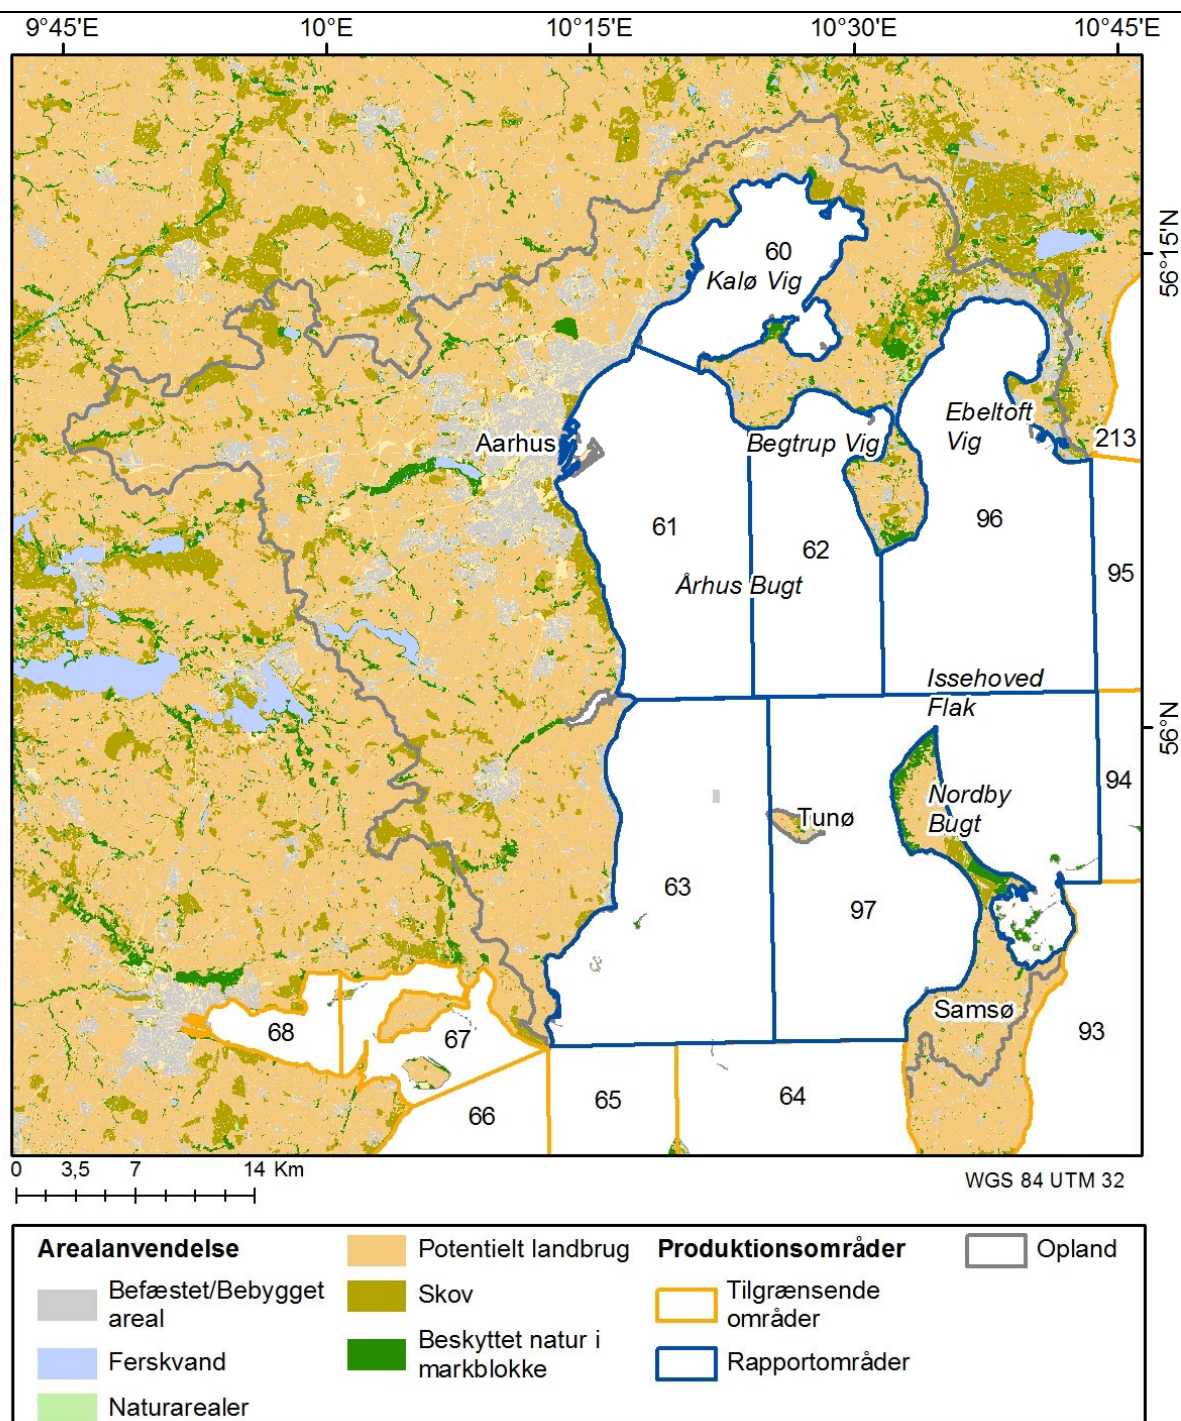 9°45'E 10°E 10°15'E 10°30'E 10°45'E
56°15'N
60
Kalø Vig
Ebeltoft
Vig
213
Aarhus
Begtrup Vig
61
96
62
95
Århus Bugt
Issehoved
Flak
56°N
94
Nordby
Bugt
Tunø
63
97
Samsø
68
67
93
66
65
64
0 3,5 7 14 Km
WGS 84 UTM 32
Arealanvendelse
Befæstet/Bebygget
areal
Ferskvand
Naturarealer
Potentielt landbrug
Skov
Beskyttet natur i
markblokke
Produktionsområder
Tilgrænsende
områder
Rapportområder
Opland